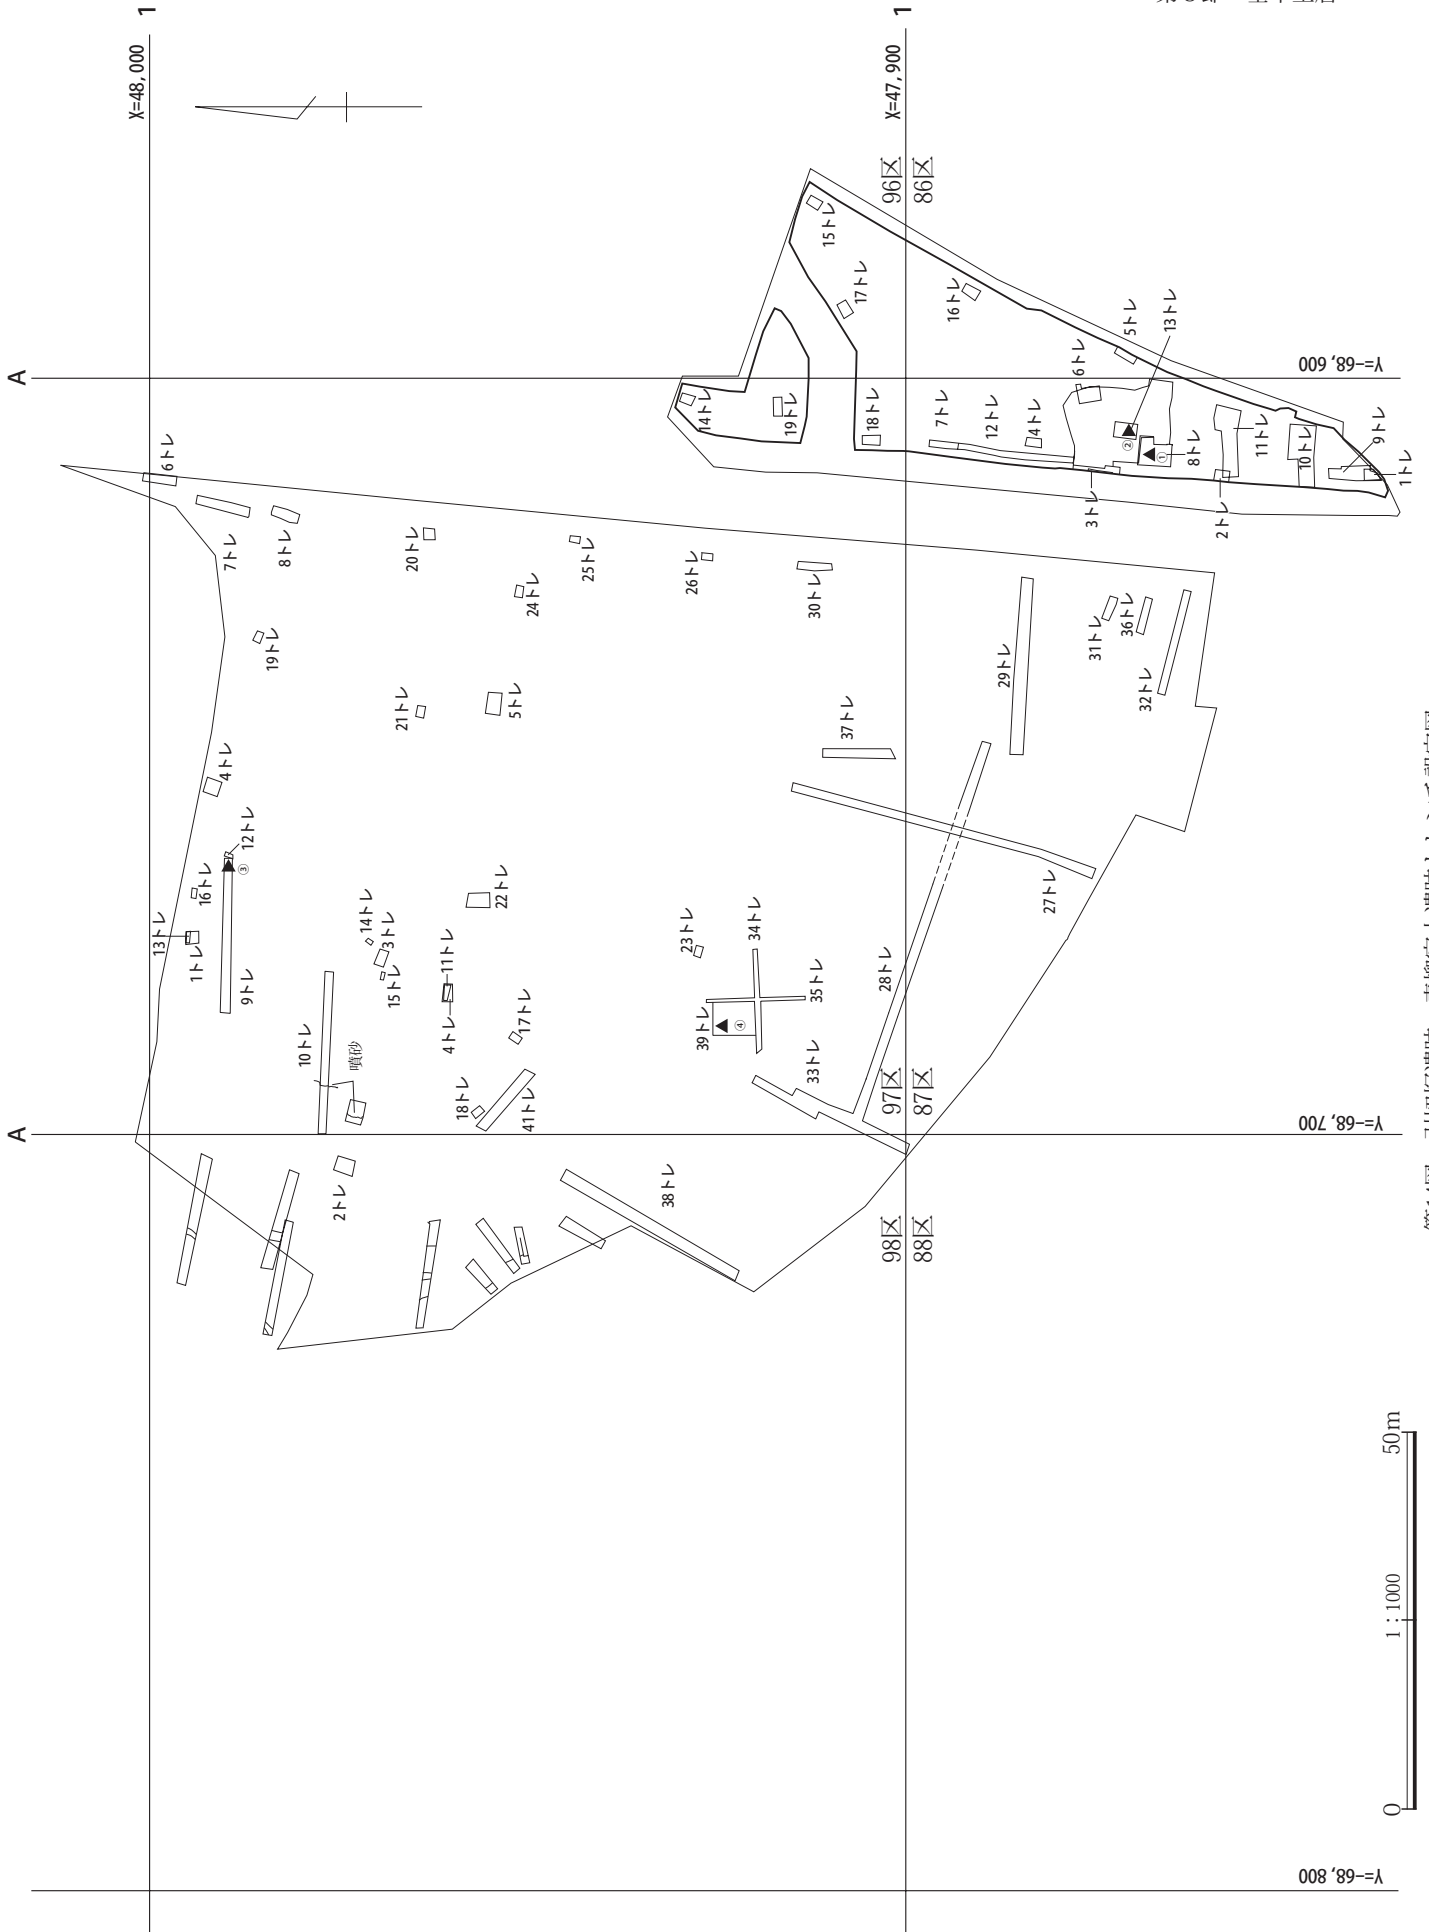 A
A
1
1
X=48,000
X=47,900
Y=-68,600
Y=-68,700
Y=-68,800
96区
86区
97区
87区
98区
88区
6トレ
7トレ
8トレ
20トレ
25トレ
24トレ
26トレ
30トレ
19トレ
21トレ
5トレ
4トレ
12トレ
③
16トレ
13トレ
1トレ
9トレ
14トレ
3トレ
15トレ
22トレ
11トレ
4トレ
17トレ
10トレ
噴砂
18トレ
41トレ
2トレ
38トレ
23トレ
34トレ
35トレ
39トレ
④
33トレ
28トレ
27トレ
37トレ
29トレ
31トレ
36トレ
32トレ
15トレ
17トレ
16トレ
5トレ
13トレ
6トレ
14トレ
19トレ
18トレ
7トレ
12トレ
4トレ
②
①
8トレ
3トレ
2トレ
11トレ
10トレ
9トレ
1トレ
0
1:1000
50m